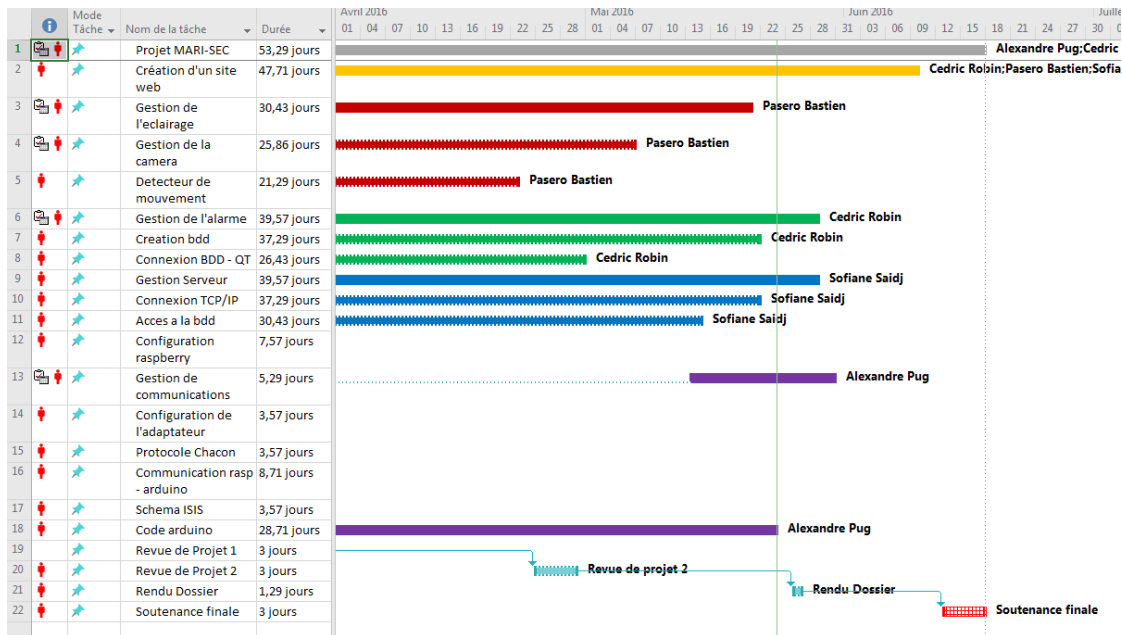 Mode
Tâche Nom de la tâche Durée
Avril 2016 Mai 2016 Juin 2016 Juille
01 04 07 10 13 16 19 22 25 28 01 04 07 10 13 16 19 22 25 28 31 03 06 09 12 15 18 21 24 27 30 0
1 Projet MARI-SEC 53,29 jours Alexandre Pug;Cedric
2 Création d'un site 47,71 jours Cedric Robin;Pasero Bastien;Sofia
web
3 Gestion de 30,43 jours Pasero Bastien
l'eclairage
4 Gestion de la 25,86 jours Pasero Bastien
camera
5 Detecteur de 21,29 jours Pasero Bastien
mouvement
6 Gestion de l'alarme 39,57 jours Cedric Robin
7 Creation bdd 37,29 jours Cedric Robin
8 Connexion BDD - QT 26,43 jours Cedric Robin
9 Gestion Serveur 39,57 jours Sofiane Saidj
10 Connexion TCP/IP 37,29 jours Sofiane Saidj
11 Acces a la bdd 30,43 jours Sofiane Saidj
12 Configuration 7,57 jours
raspberry
13 Gestion de 5,29 jours Alexandre Pug
communications
14 Configuration de 3,57 jours
l'adaptateur
15 Protocole Chacon 3,57 jours
16 Communication rasp 8,71 jours
- arduino
17 Schema ISIS 3,57 jours
18 Code arduino 28,71 jours Alexandre Pug
19 Revue de Projet 1 3 jours
20 Revue de Projet 2 3 jours Revue de projet 2
21 Rendu Dossier 1,29 jours Rendu Dossier
22 Soutenance finale 3 jours Soutenance finale